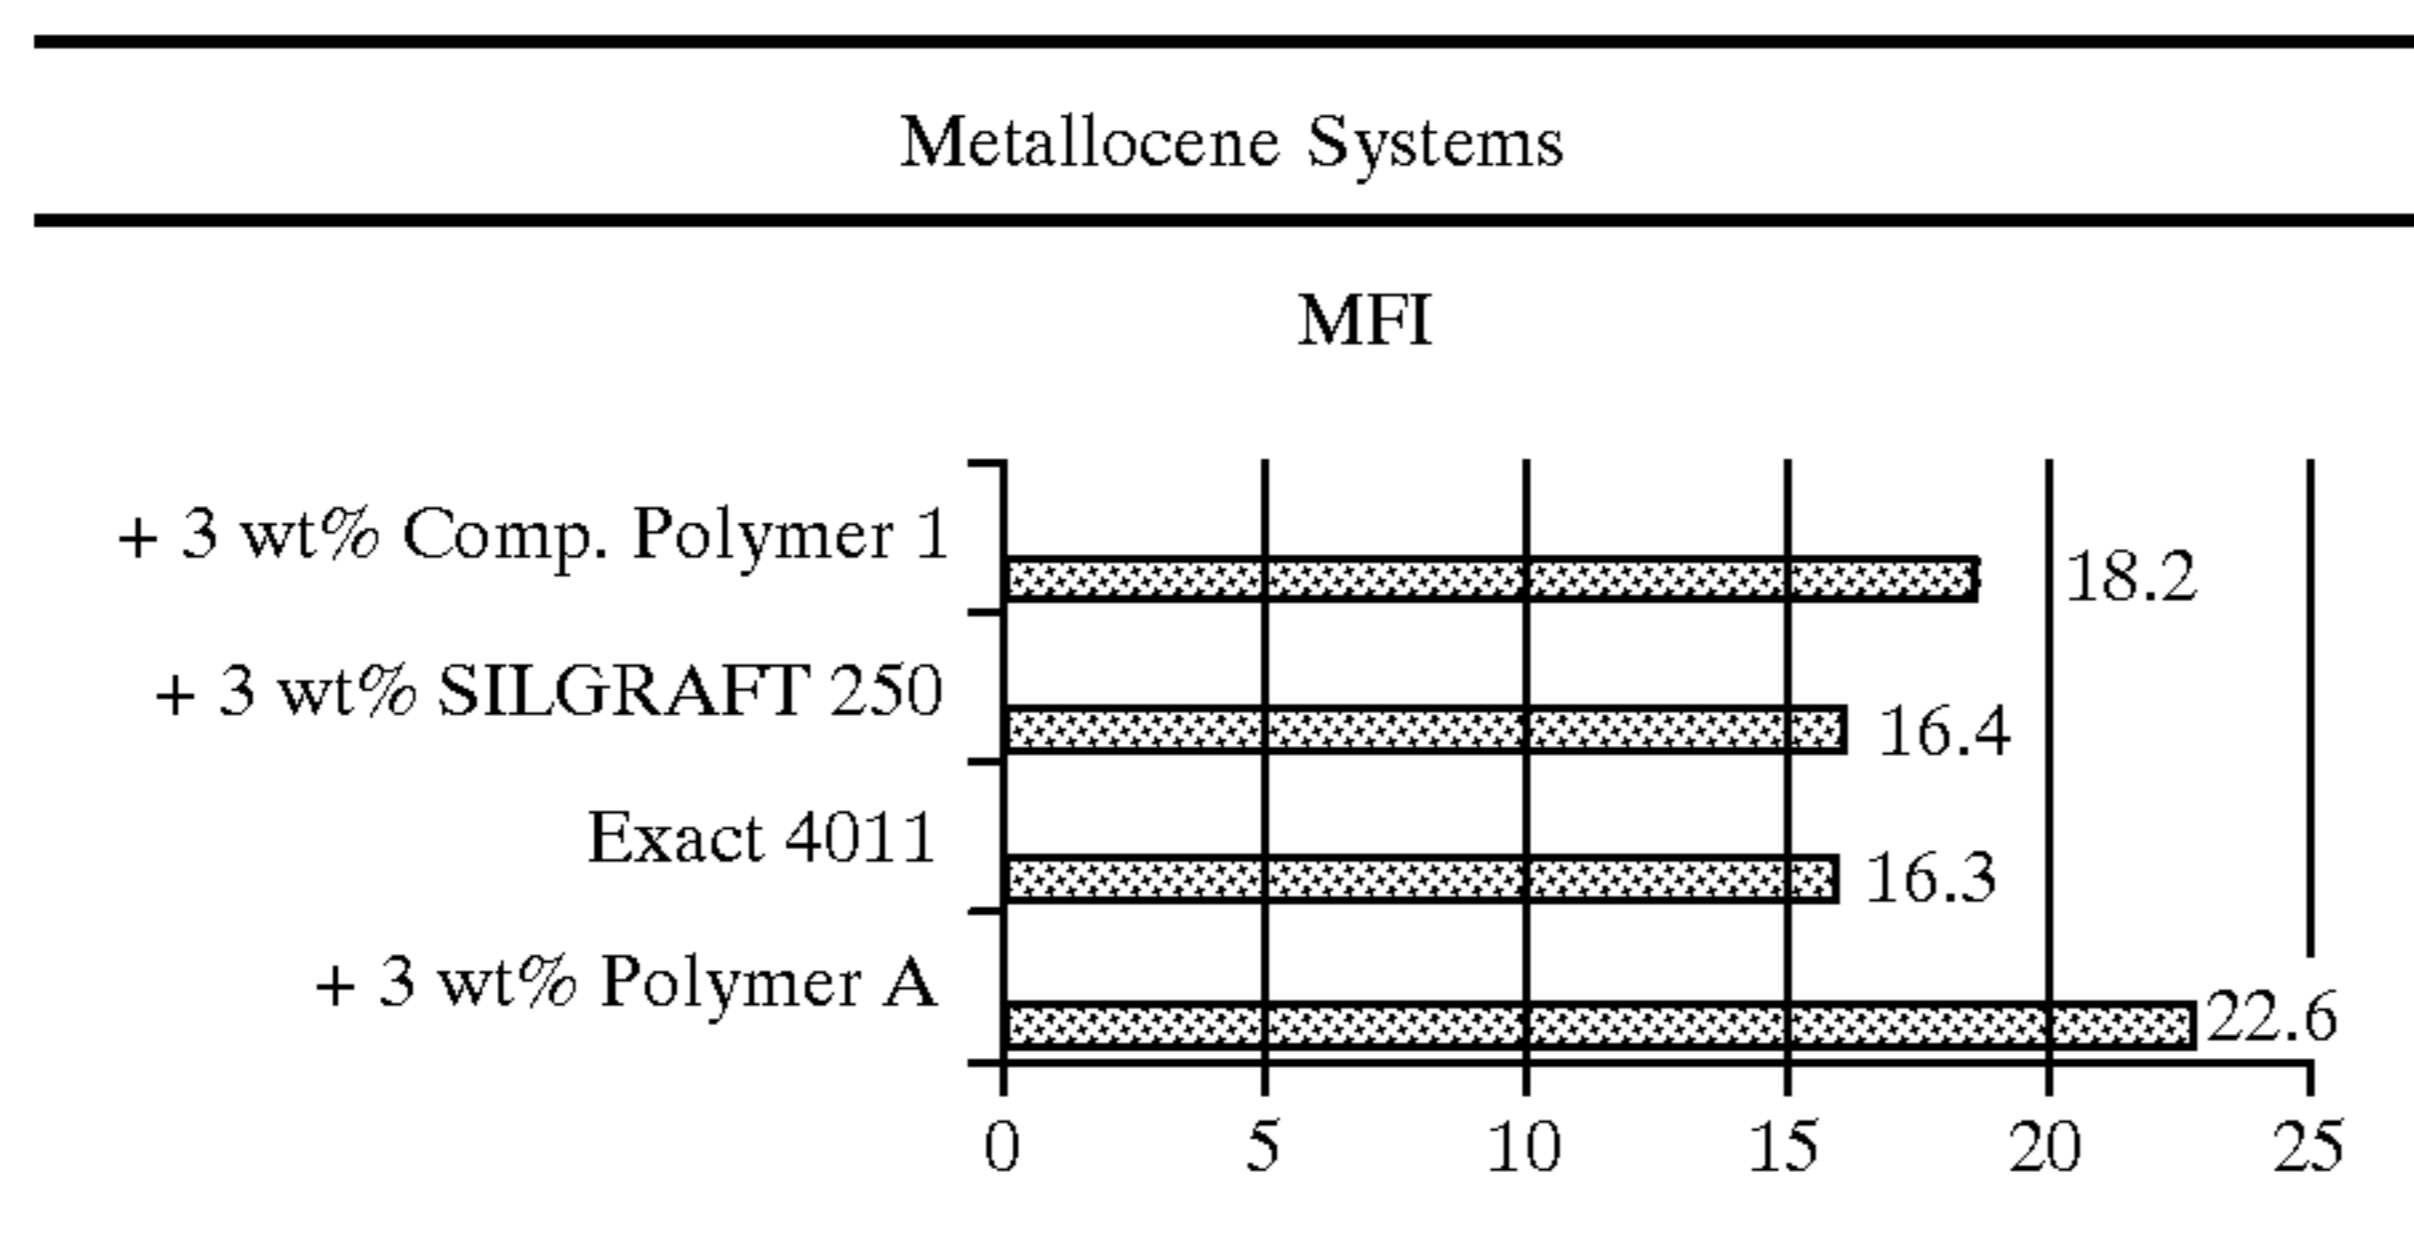 Metallocene Systems
MFI
+ 3 wt% Comp. Polymer 1
18.2
+ 3 wt% SILGRAFT 250
16.4
Exact 4011
16.3
+ 3 wt% Polymer A
22.6
0 5 10 15 20 25